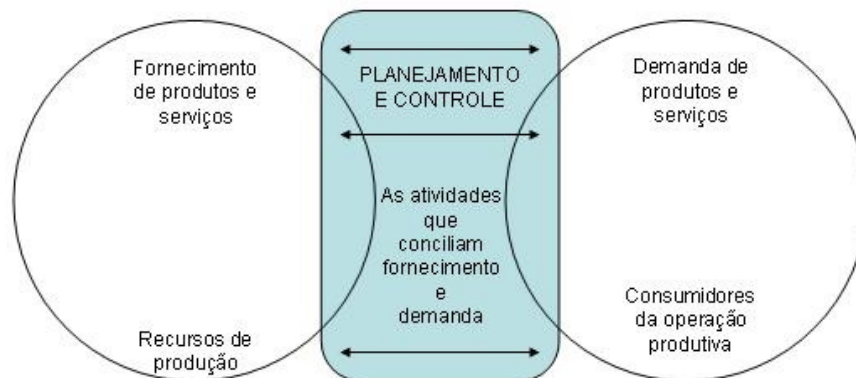 Fornecimento
de produtos e
serviços
Recursos de
produção
PLANEJAMENTO
E CONTROLE
As atividades
que
conciliam
fornecimento
e
demanda
Demanda de
produtos e
serviços
Consumidores
da operação
produtiva